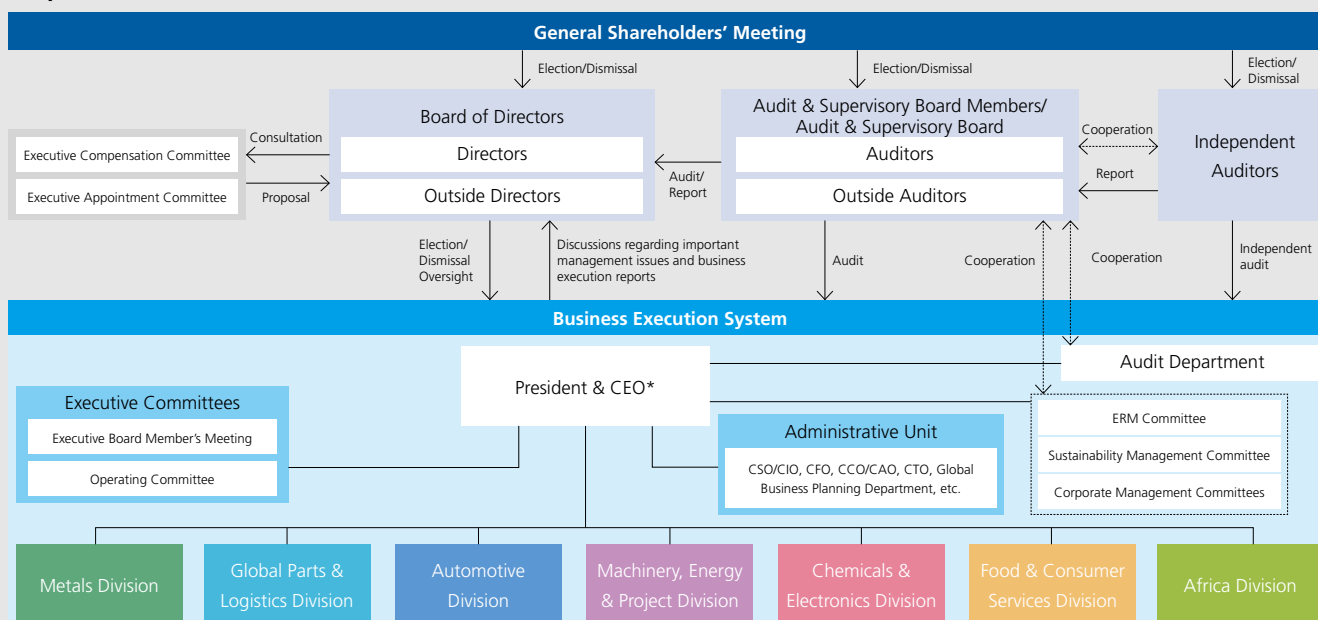 General Shareholders' Meeting
Election/Dismissal
Election/Dismissal
Election/
Dismissal
Board of Directors
Directors
Outside Directors
Audit & Supervisory Board Members/
Audit & Supervisory Board
Auditors
Outside Auditors
Independent
Auditors
Executive Compensation Committee
Executive Appointment Committee
Consultation
Proposal
Audit/
Report
Cooperation
Report
Election/
Dismissal
Oversight
Discussions regarding important
management issues and business
execution reports
Audit
Cooperation
Cooperation
Independent
audit
Business Execution System
President & CEO*
Audit Department
Executive Committees
Executive Board Member's Meeting
Operating Committee
Administrative Unit
CSO/CIO, CFO, CCO/CAO, CTO, Global
Business Planning Department, etc.
ERM Committee
Sustainability Management Committee
Corporate Management Committees
Metals Division
Global Parts &
Logistics Division
Automotive
Division
Machinery, Energy
& Project Division
Chemicals &
Electronics Division
Food & Consumer
Services Division
Africa Division